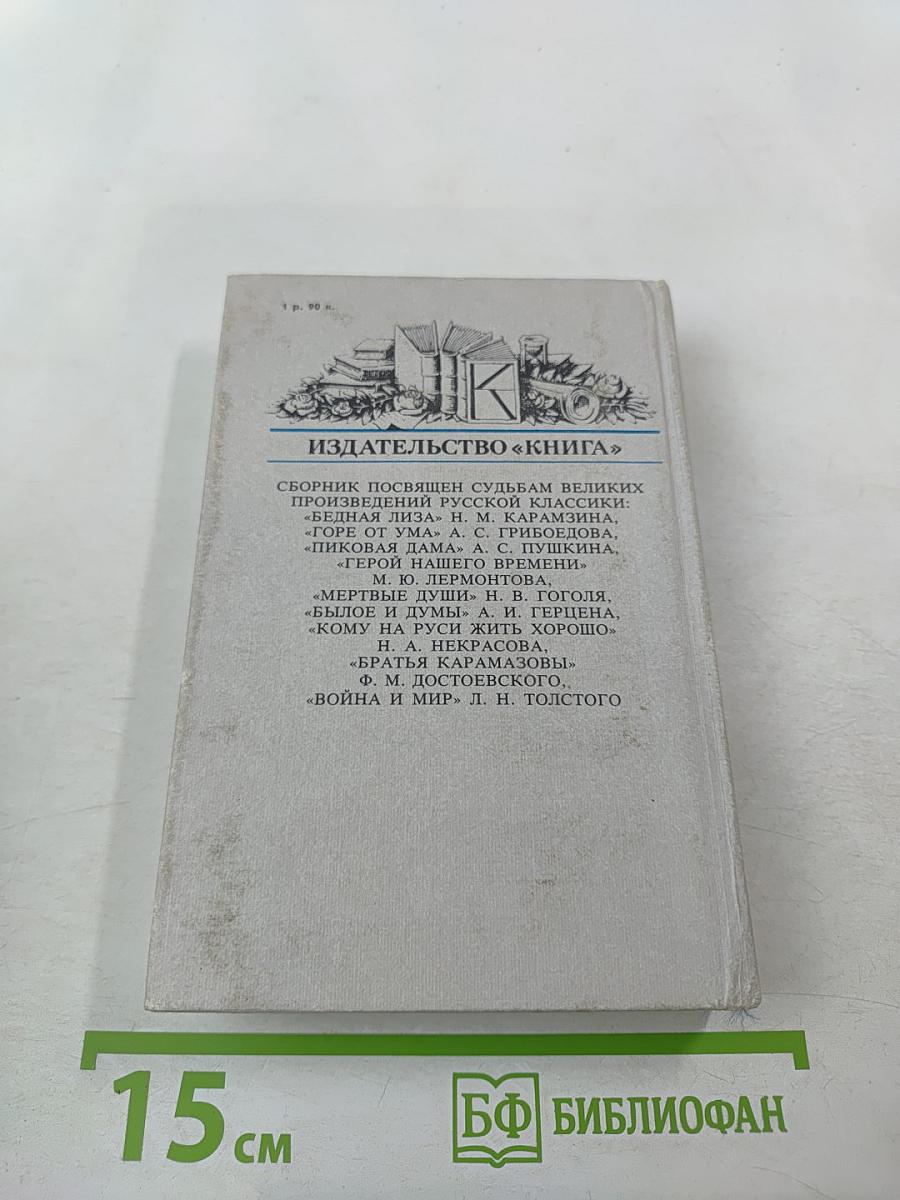 1 р. 90 к.
К
ИЗДАТЕЛЬСТВО «КНИГА»
СБОРНИК ПОСВЯЩЕН СУДЬБАМ ВЕЛИКИХ
ПРОИЗВЕДЕНИЙ РУССКОЙ КЛАССИКИ:
«БЕДНАЯ ЛИЗА» Н. М. КАРАМЗИНА,
«ГОРЕ ОТ УМА» А. С. ГРИБОЕДОВА,
«ПИКОВАЯ ДАМА» А. С. ПУШКИНА,
«ГЕРОЙ НАШЕГО ВРЕМЕНИ»
М. Ю. ЛЕРМОНТОВА,
«МЕРТВЫЕ ДУШИ» Н. В. ГОГОЛЯ,
«БЫЛОЕ И ДУМЫ» А. И. ГЕРЦЕНА,
«КОМУ НА РУСИ ЖИТЬ ХОРОШО»
Н. А. НЕКРАСОВА,
«БРАТЬЯ КАРАМАЗОВЫ»
Ф. М. ДОСТОЕВСКОГО,
«ВОЙНА И МИР» Л. Н. ТОЛСТОГО
15 см
БФ БИБЛИОФАН